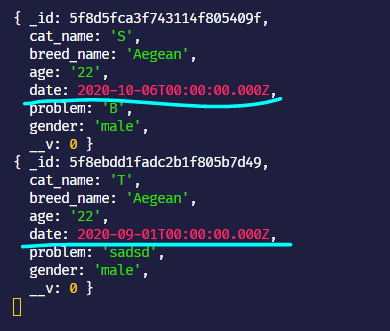 { _id: 5f8d5fca3f743114f805409f,
cat_name: 'S',
breed_name: 'Aegean',
age: '22',
date: 2020-10-06T00:00:00.000Z,
problem: 'B',
gender: 'male',
__v: 0 }
{ _id: 5f8ebdd1fadc2b1f805b7d49,
cat_name: 'T',
breed_name: 'Aegean',
age: '22',
date: 2020-09-01T00:00:00.000Z,
problem: 'sadsd',
gender: 'male',
__v: 0 }